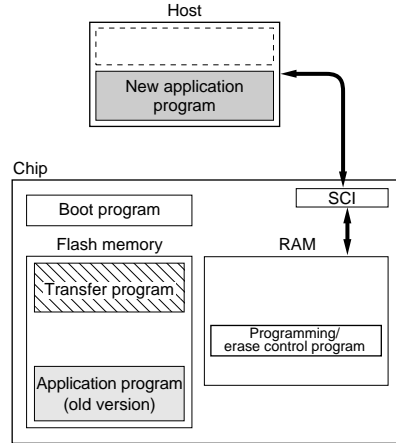 Host
New application
program
Chip
SCI
Boot program
Flash memory
RAM
Transfer program
Programming/
erase control program
Application program
(old version)